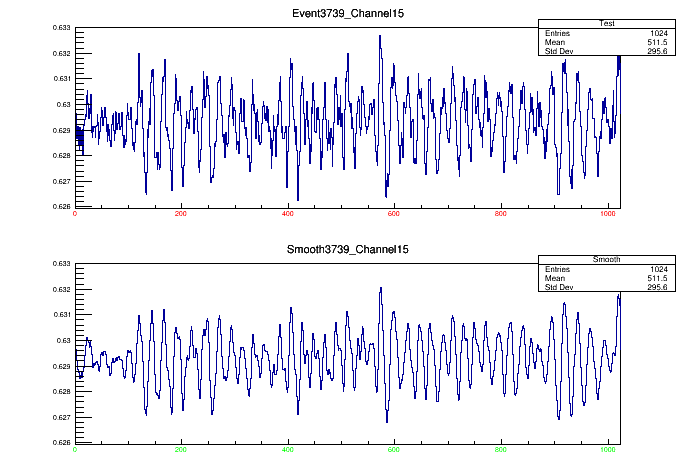 Event3739_Channel15
Test
Entries 1024
Mean 511.5
Std Dev 295.6
0.633
0.632
0.631
0.63
0.629
0.628
0.627
0.626
0 200 400 600 800 1000
Smooth3739_Channel15
Smooth
Entries 1024
Mean 511.5
Std Dev 295.6
0.633
0.632
0.631
0.63
0.629
0.628
0.627
0.626
0 200 400 600 800 1000